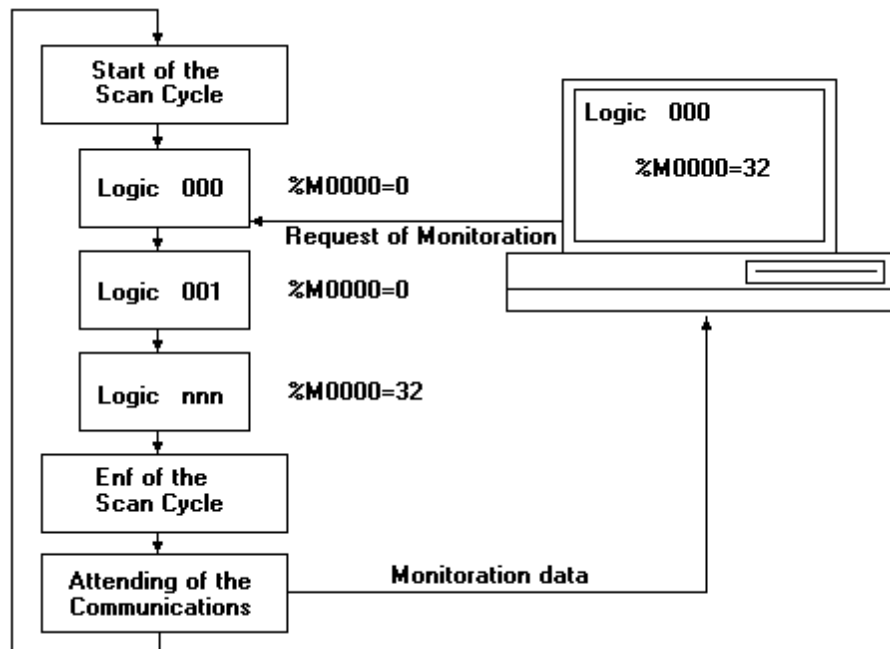 Start of the
Scan Cycle
Logic 000
%M0000=0
Logic 000
%M0000=32
Request of Monitoration
Logic 001
%M0000=0
Logic nnn
%M0000=32
Enf of the
Scan Cycle
Attending of the
Communications
Monitoration data